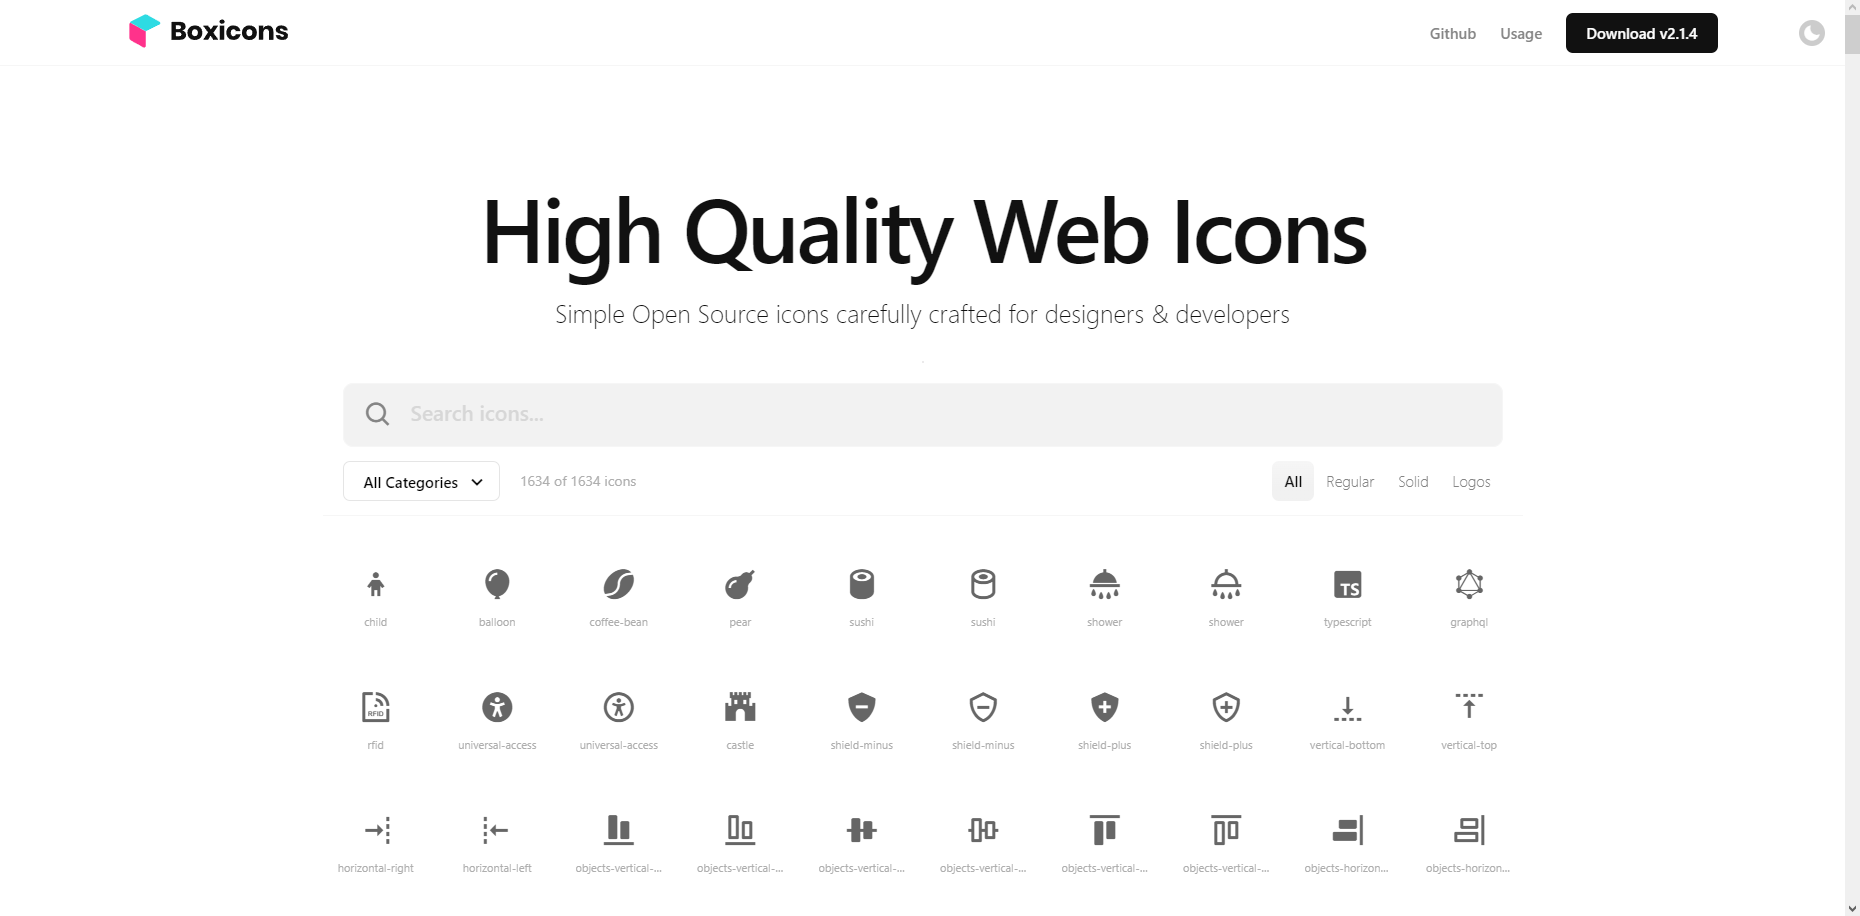 Boxicons
Github Usage Download v2.1.4
High Quality Web Icons
Simple Open Source icons carefully crafted for designers & developers
Search icons...
All Categories 1634 of 1634 icons All Regular Solid Logos
TS
child balloon coffee-bean pear sushi sushi shower shower typescript graphql
RFID
rfid universal-access universal-access castle shield-minus shield-minus shield-plus shield-plus vertical-bottom vertical-top
horizontal-right horizontal-left objects-vertical-... objects-vertical-... objects-vertical-... objects-vertical-... objects-vertical-... objects-vertical-... objects-horizon... objects-horizon...